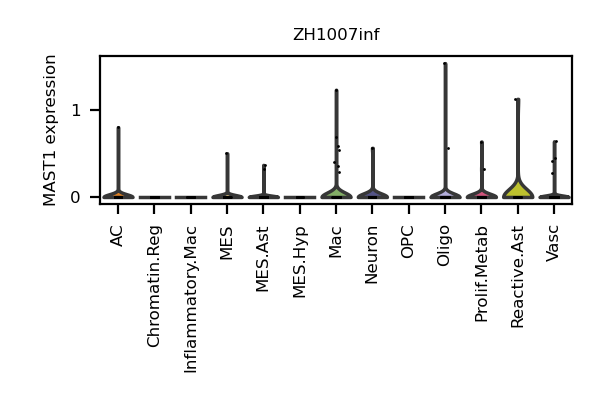 ZH1007inf
MAST1 expression
1
0
AC
Chromatin.Reg
Inflammatory.Mac
MES
MES.Ast
MES.Hyp
Mac
Neuron
OPC
Oligo
Prolif.Metab
Reactive.Ast
Vasc